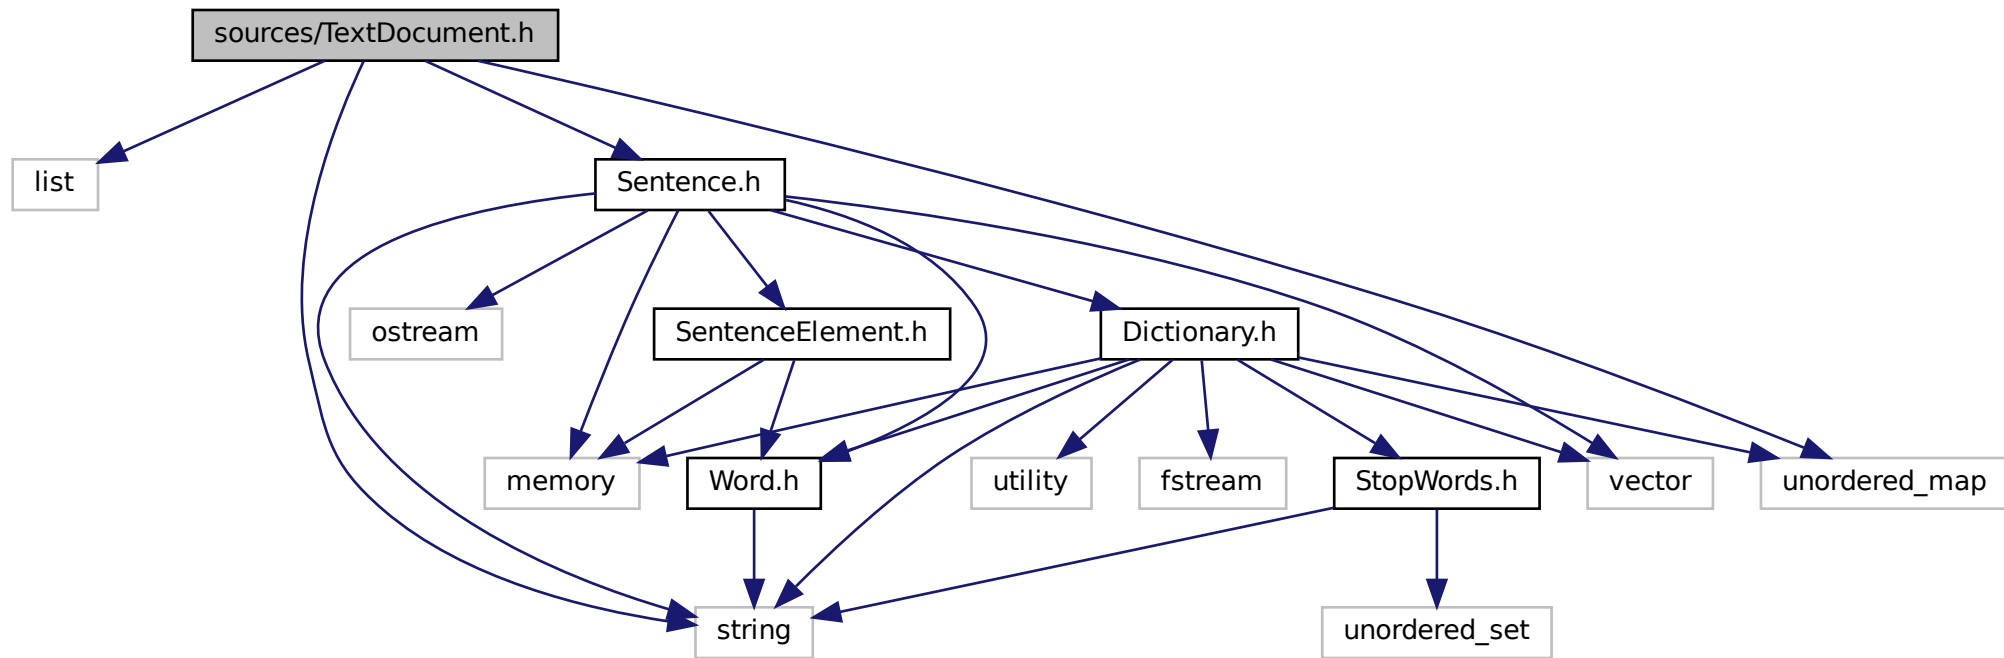 sources/TextDocument.h
list
Sentence.h
ostream
SentenceElement.h
Dictionary.h
memory
Word.h
utility
fstream
StopWords.h
vector
unordered_map
string
unordered_set